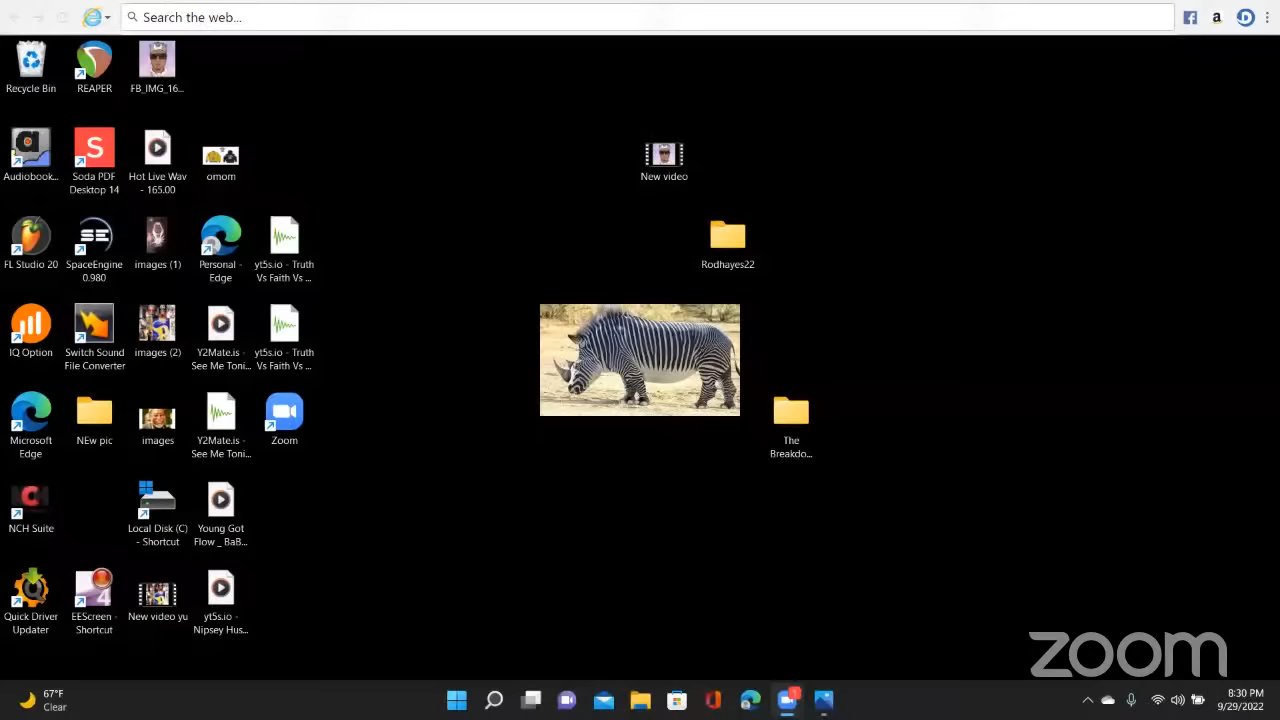 Search the web...
Recycle Bin
REAPER
FB_IMG_16...
Audiobook...
Soda PDF
Desktop 14
Hot Live Wav
- 165.00
omom
New video
FL Studio 20
SpaceEngine
0.980
images (1)
Personal -
Edge
yt5s.io - Truth
Vs Faith Vs ...
Rodhayes22
IQ Option
Switch Sound
File Converter
images (2)
Y2Mate.is -
See Me Toni...
yt5s.io - Truth
Vs Faith Vs ...
Microsoft
Edge
NEw pic
images
Y2Mate.is -
See Me Toni...
Zoom
The
Breakdo...
NCH Suite
Local Disk (C)
- Shortcut
Young Got
Flow _ BaB...
Quick Driver
Updater
EEScreen -
Shortcut
New video yu
yt5s.io -
Nipsey Hus...
zoom
67°F
Clear
8:30 PM
9/29/2022